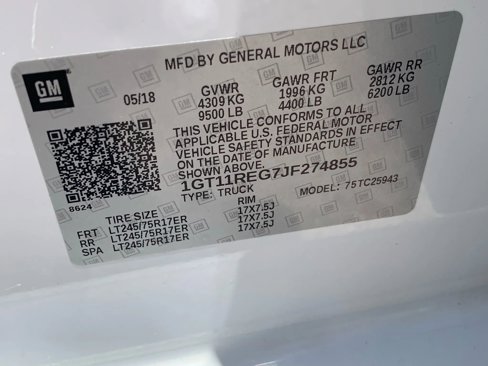 MFD BY GENERAL MOTORS LLC
GM
05/18 GVWR GAWR FRT GAWR RR
4309 KG 1996 KG 2812 KG
9500 LB 4400 LB 6200 LB
THIS VEHICLE CONFORMS TO ALL
APPLICABLE U.S. FEDERAL MOTOR
VEHICLE SAFETY STANDARDS IN EFFECT
ON THE DATE OF MANUFACTURE
SHOWN ABOVE.
1GT11REG7JF274855
8624
TYPE: TRUCK MODEL: 75TC25943
TIRE SIZE RIM
FRT LT245/75R17ER 17X7.5J
RR LT245/75R17ER 17X7.5J
SPA LT245/75R17ER 17X7.5J